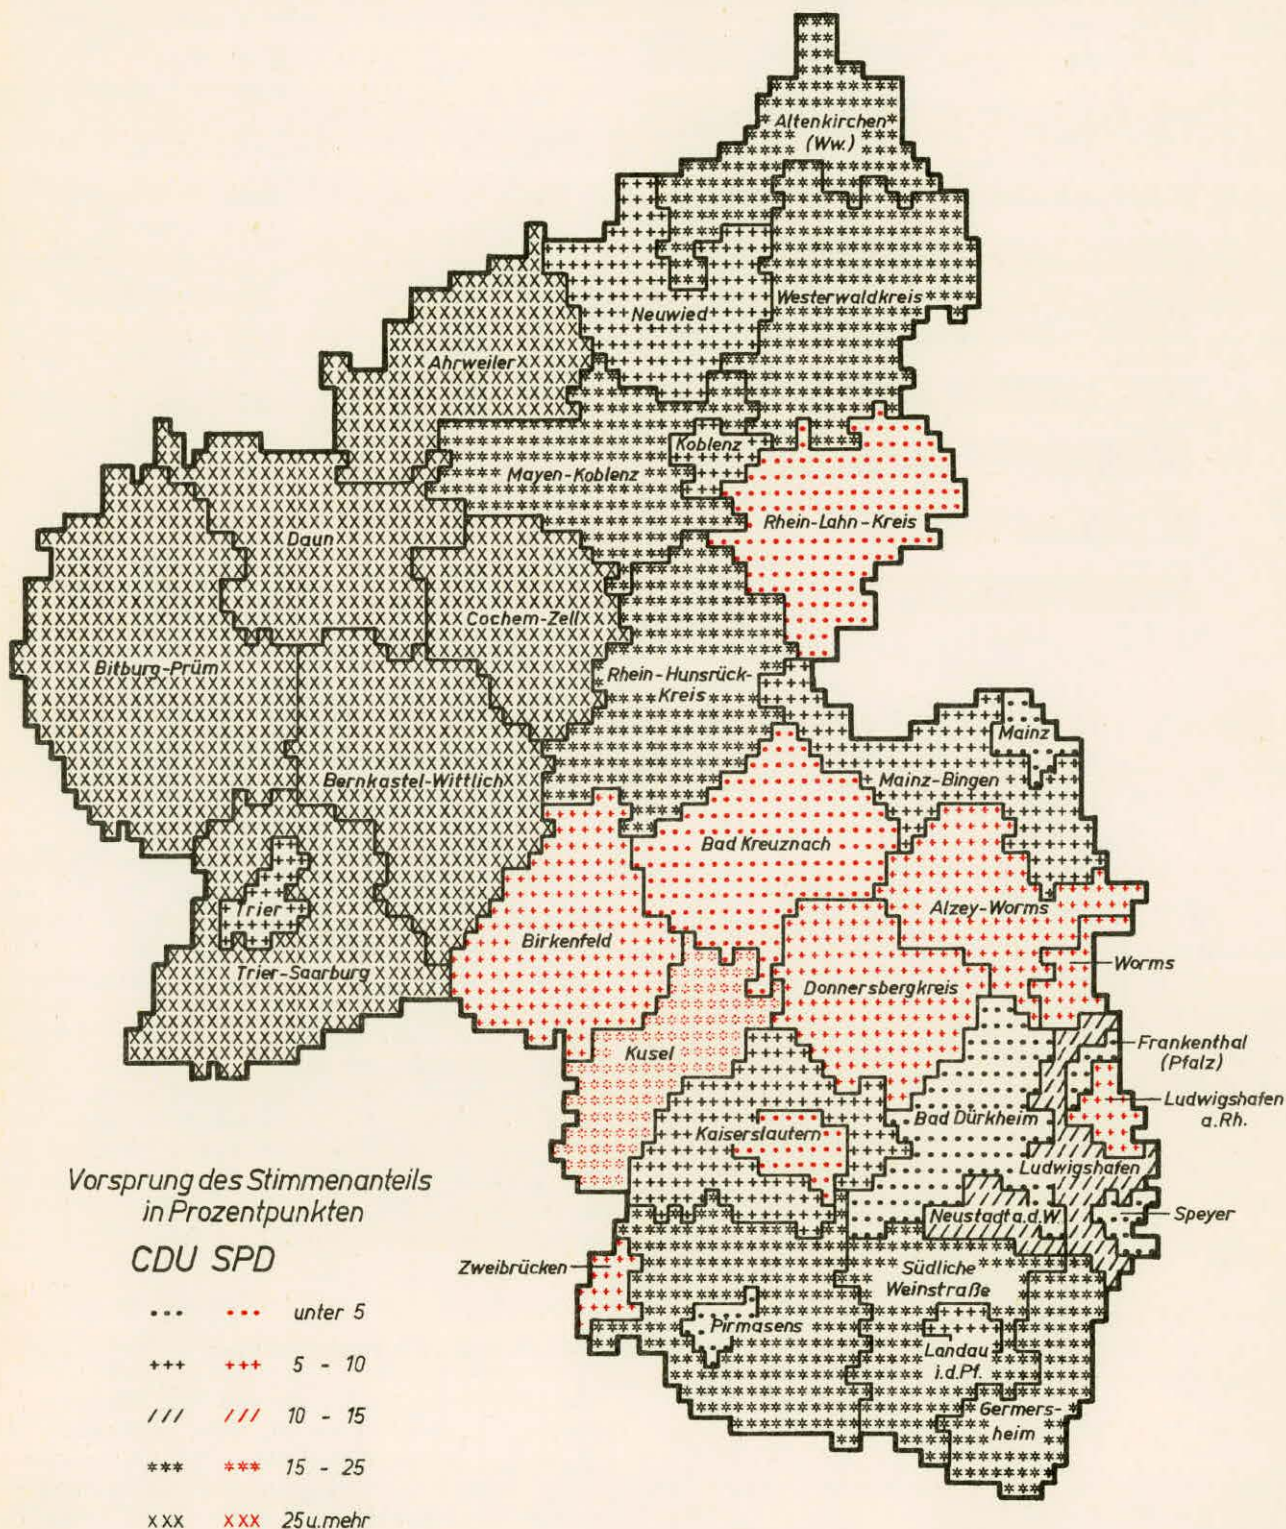 Altenkirchen
(Ww.)
Neuwied
Westerwaldkreis
Ahrweiler
Koblenz
Mayen-Koblenz
Rhein-Lahn-Kreis
Daun
Cochem-Zell
Bitburg-Prüm
Rhein-Hunsrück-
Kreis
Mainz
Bernkastel-Wittlich
Mainz-Bingen
Bad Kreuznach
Trier
Alzey-Worms
Birkenfeld
Worms
Trier-Saarburg
Donnersbergkreis
Kusel
Frankenthal
(Pfalz)
Ludwigshafen
a.Rh.
Bad Dürkheim
Kaiserslautern
Ludwigshafen
Neustadt a.d.W.
Speyer
Zweibrücken
Südliche
Weinstraße
Pirmasens
Landau
i.d.Pf.
Germers-
heim
Vorsprung des Stimmenanteils
in Prozentpunkten
CDU SPD
••• ••• unter 5
+++ +++ 5 - 10
/// /// 10 - 15
*** *** 15 - 25
xxx xxx 25 u. mehr